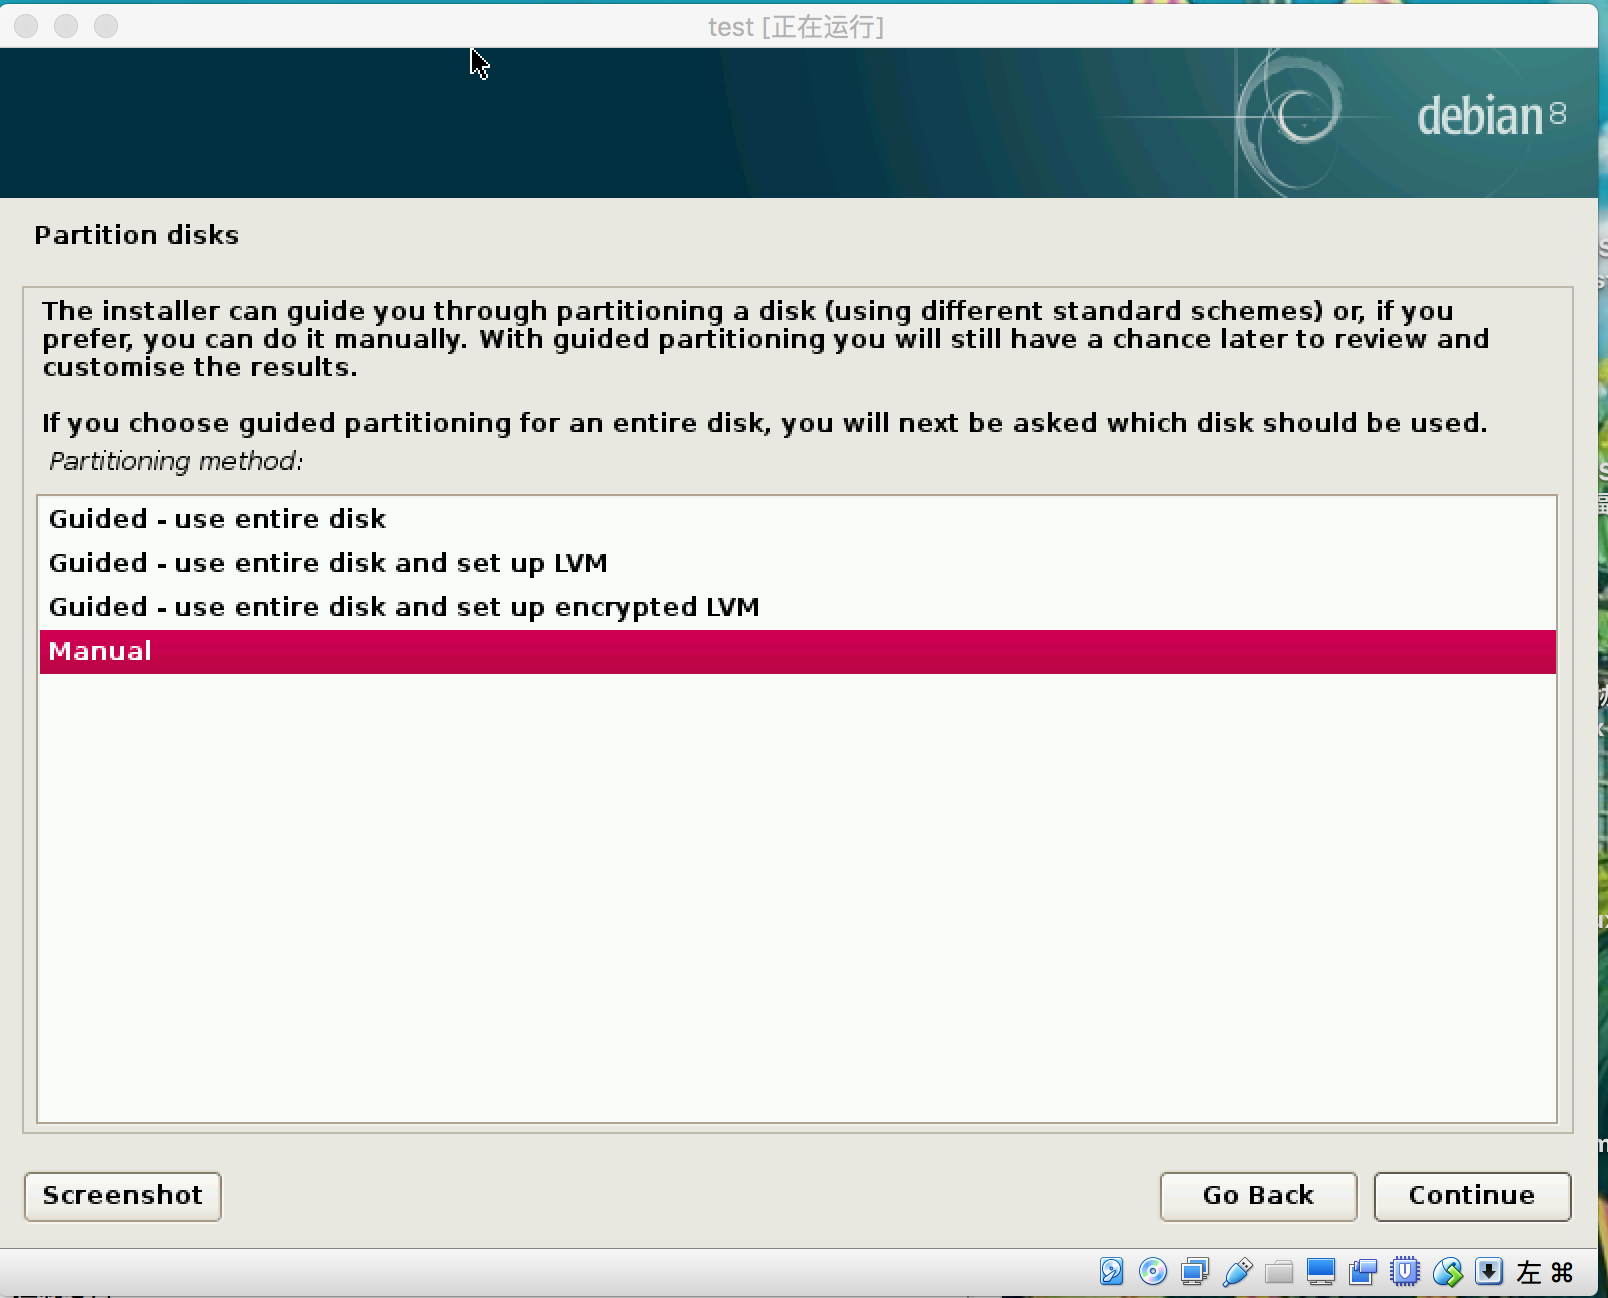 test [正在运行]
debian 8
Partition disks
The installer can guide you through partitioning a disk (using different standard schemes) or, if you
prefer, you can do it manually. With guided partitioning you will still have a chance later to review and
customise the results.
If you choose guided partitioning for an entire disk, you will next be asked which disk should be used.
Partitioning method:
Guided - use entire disk
Guided - use entire disk and set up LVM
Guided - use entire disk and set up encrypted LVM
Manual
Screenshot
Go Back
Continue
左 ⌘